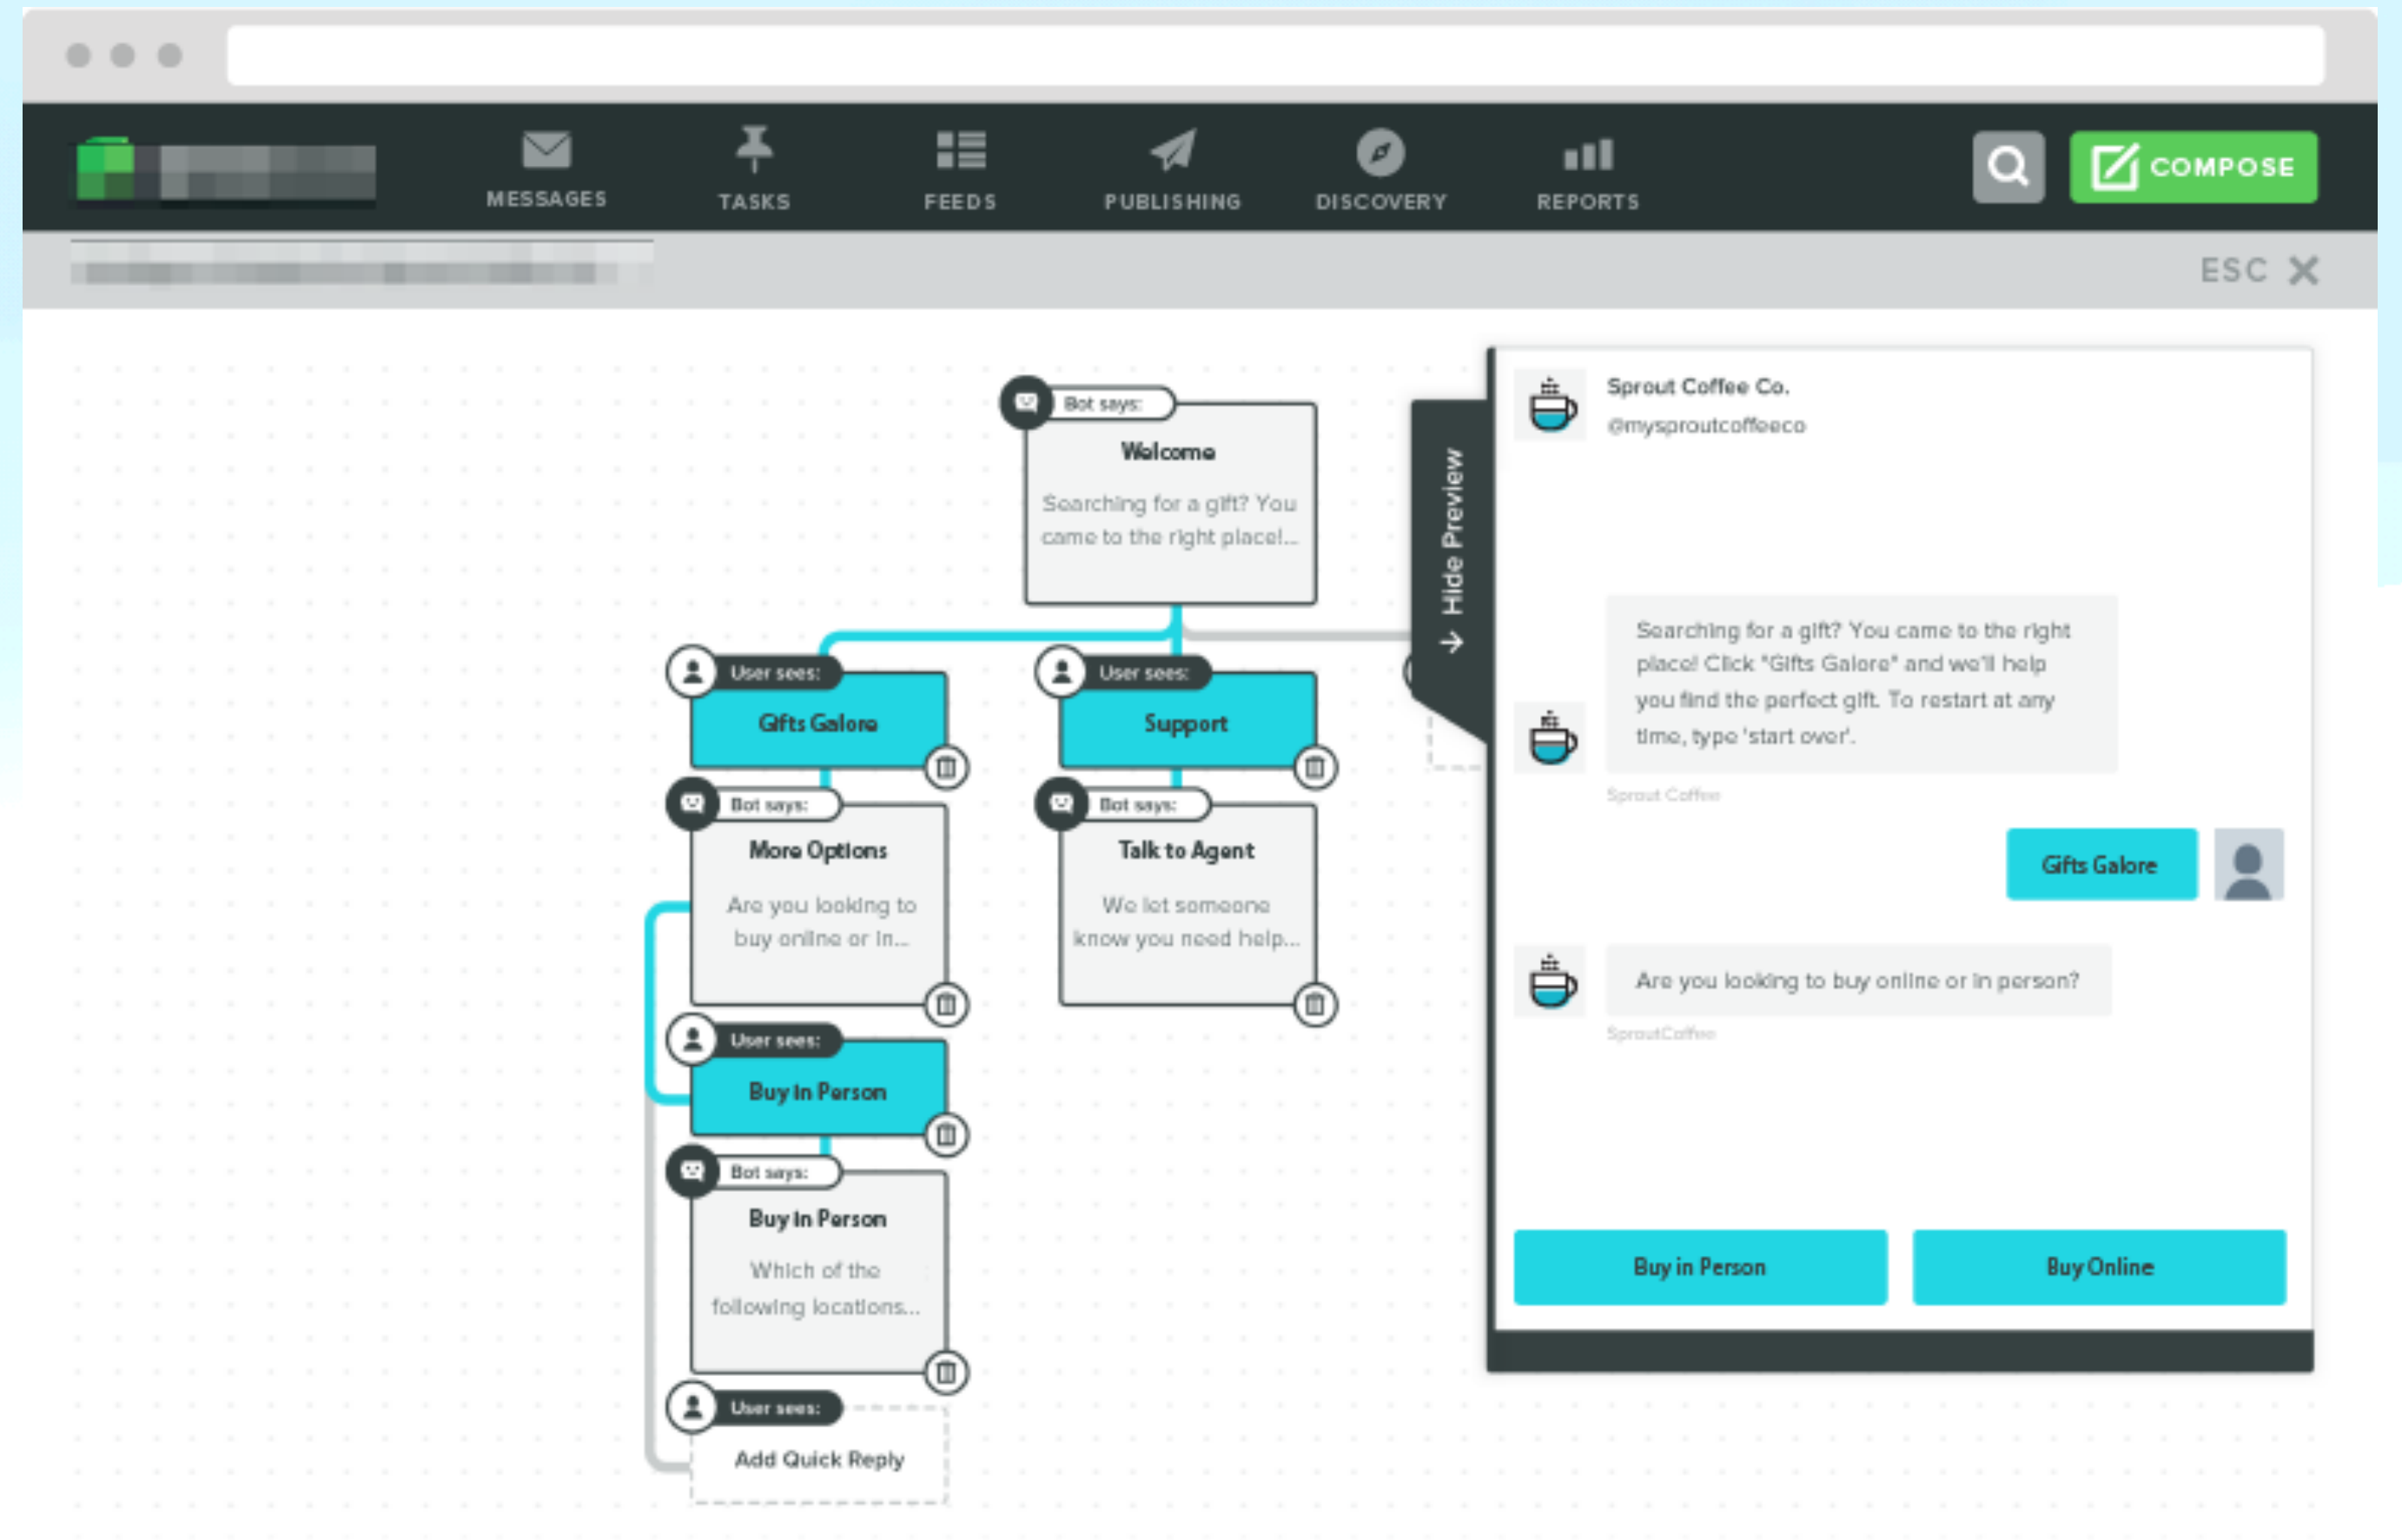 MESSAGES
TASKS
FEEDS
PUBLISHING
DISCOVERY
REPORTS
COMPOSE
ESC
Bot says:
Welcome
Searching for a gift? You
came to the right place!...
User sees:
Gifts Galore
User sees:
Support
Bot says:
More Options
Are you looking to
buy online or in...
Bot says:
Talk to Agent
We let someone
know you need help...
User sees:
Buy in Person
Bot says:
Buy in Person
Which of the
following locations...
User sees:
Add Quick Reply
Hide Preview
Sprout Coffee Co.
@mysproutcoffeeco
Searching for a gift? You came to the right
place! Click "Gifts Galore" and we'll help
you find the perfect gift. To restart at any
time, type 'start over'.
Sprout Coffee
Gifts Galore
Are you looking to buy online or in person?
SproutCoffee
Buy in Person
Buy Online